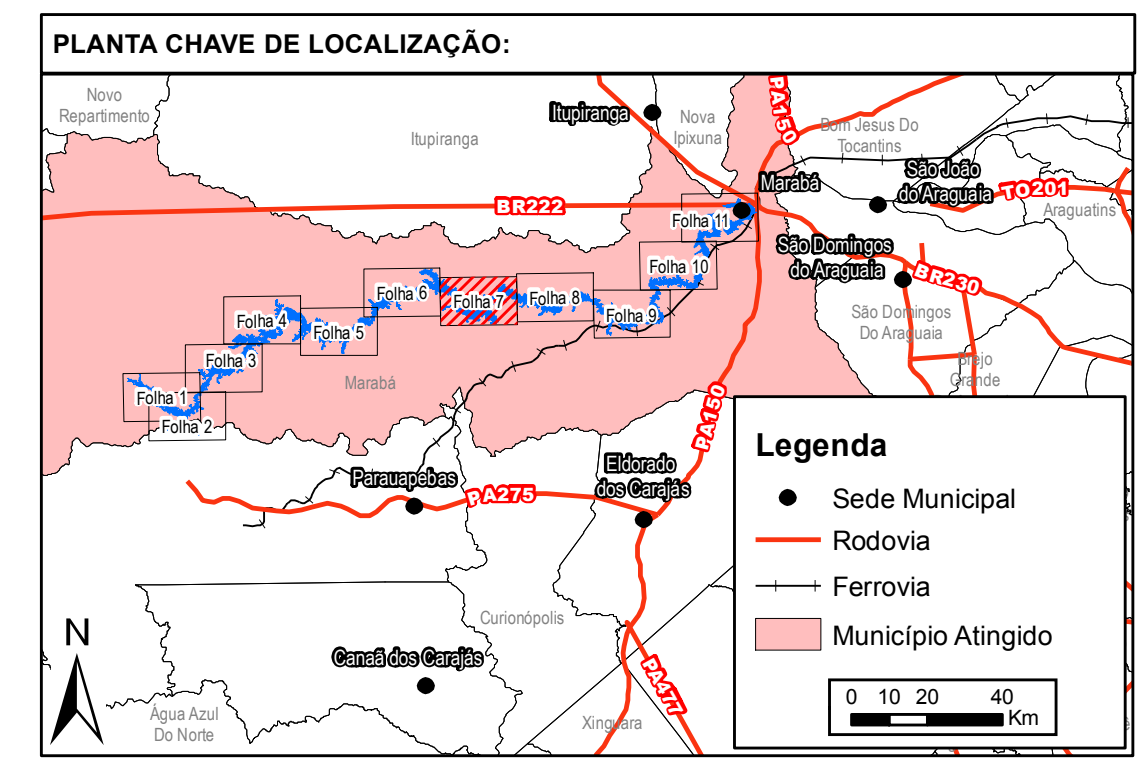 PLANTA CHAVE DE LOCALIZAÇÃO:
Novo
Repartimento
Itupiranga
Itupiranga
Nova
Ipixuna
PA150
Bom Jesus Do
Tocantins
São João
do Araguaia
TO201
Araguatins
Marabá
BR222
Folha 11
São Domingos
do Araguaia
BR230
Folha 10
Folha 6
Folha 7
Folha 8
Folha 9
Folha 4
Folha 5
São Domingos
Do Araguaia
Folha 3
Brejo
Grande
Marabá
Folha 1
Folha 2
PA150
Parauapebas
PA275
Eldorado
dos Carajás
Curionópolis
Canaã dos Carajás
PA477
Água Azul
Do Norte
Xinguara
N
Legenda
Sede Municipal
Rodovia
Ferrovia
Município Atingido
0 10 20 40
Km